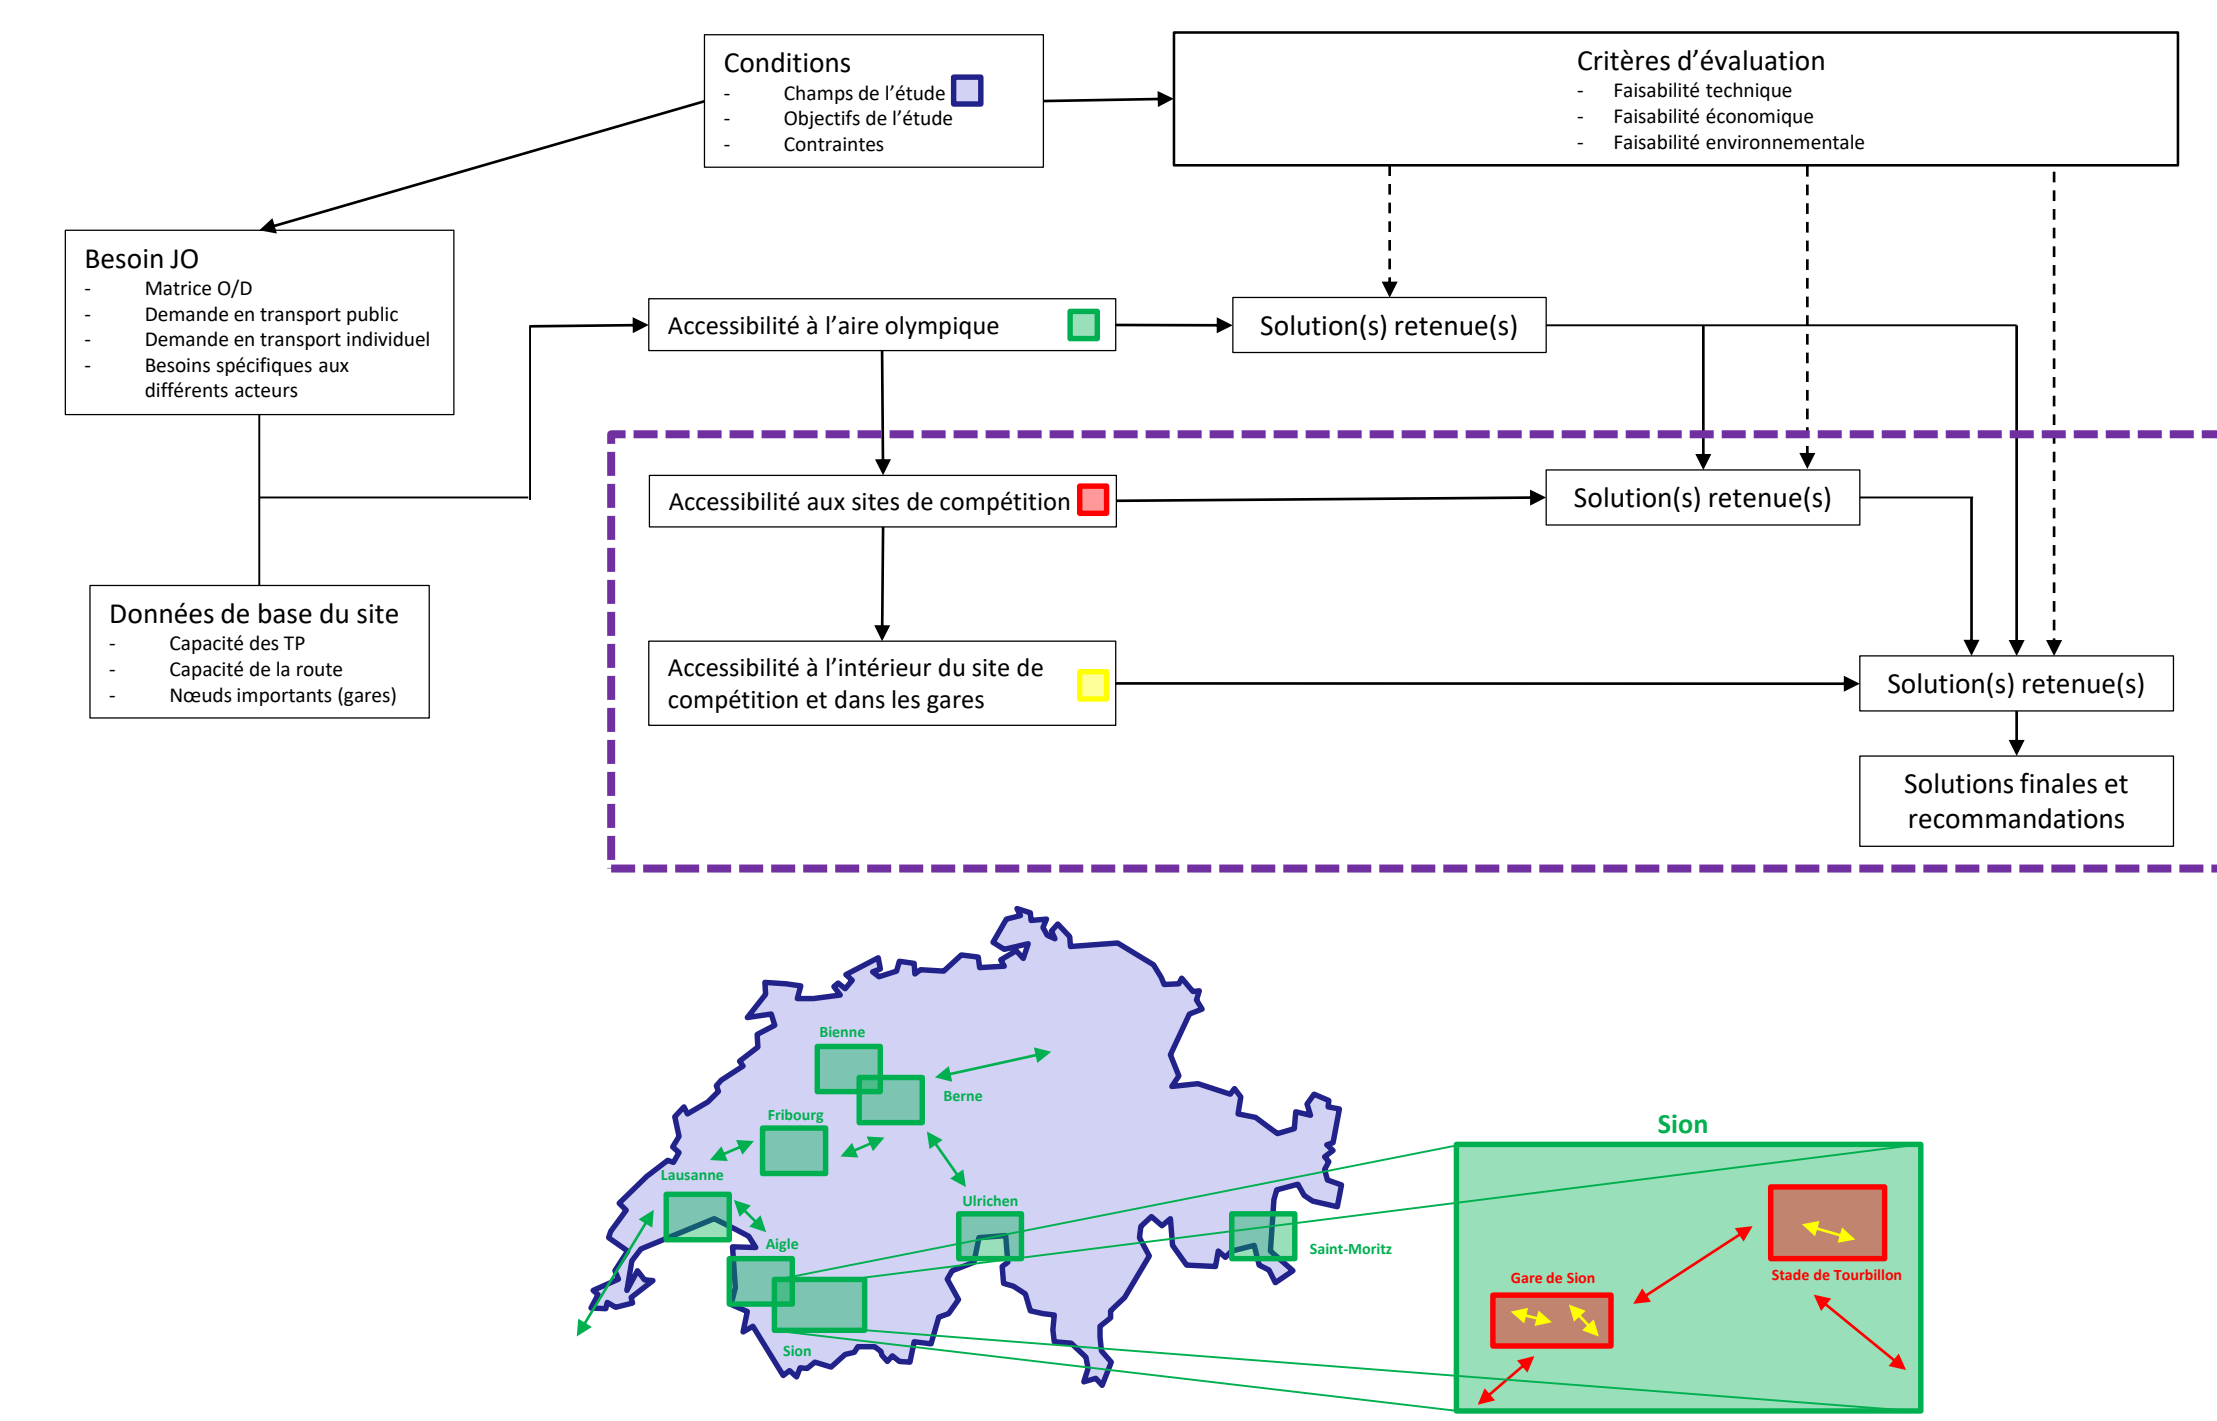 Conditions
- Champs de l’étude
- Objectifs de l’étude
- Contraintes
Critères d’évaluation
- Faisabilité technique
- Faisabilité économique
- Faisabilité environnementale
Besoin JO
- Matrice O/D
- Demande en transport public
- Demande en transport individuel
- Besoins spécifiques aux
différents acteurs
Accessibilité à l’aire olympique
Solution(s) retenue(s)
Accessibilité aux sites de compétition
Solution(s) retenue(s)
Données de base du site
- Capacité des TP
- Capacité de la route
- Nœuds importants (gares)
Accessibilité à l’intérieur du site de
compétition et dans les gares
Solution(s) retenue(s)
Solutions finales et
recommandations
Bienne
Berne
Fribourg
Lausanne
Ulrichen
Aigle
Saint-Moritz
Sion
Sion
Gare de Sion
Stade de Tourbillon